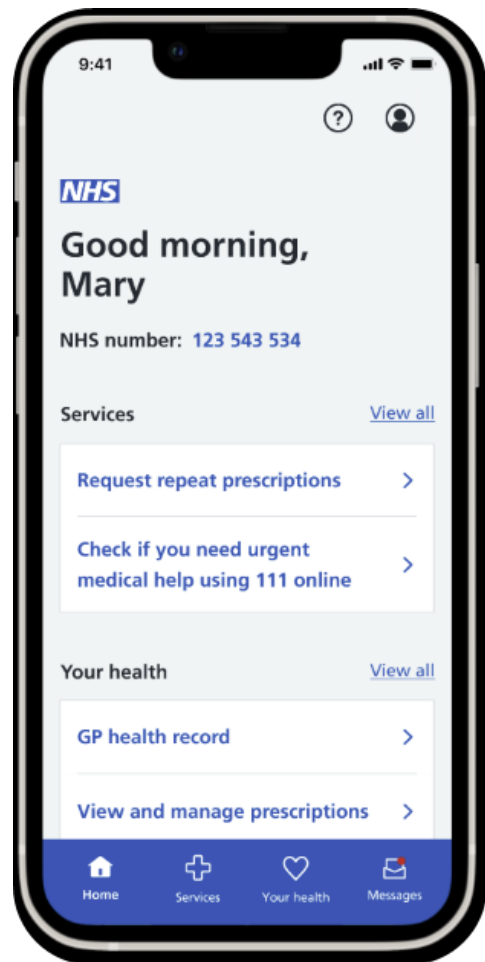 9:41
?
NHS
Good morning,
Mary
NHS number: 123 543 534
Services View all
Request repeat prescriptions
Check if you need urgent
medical help using 111 online
Your health View all
GP health record
View and manage prescriptions
Home Services Your health Messages